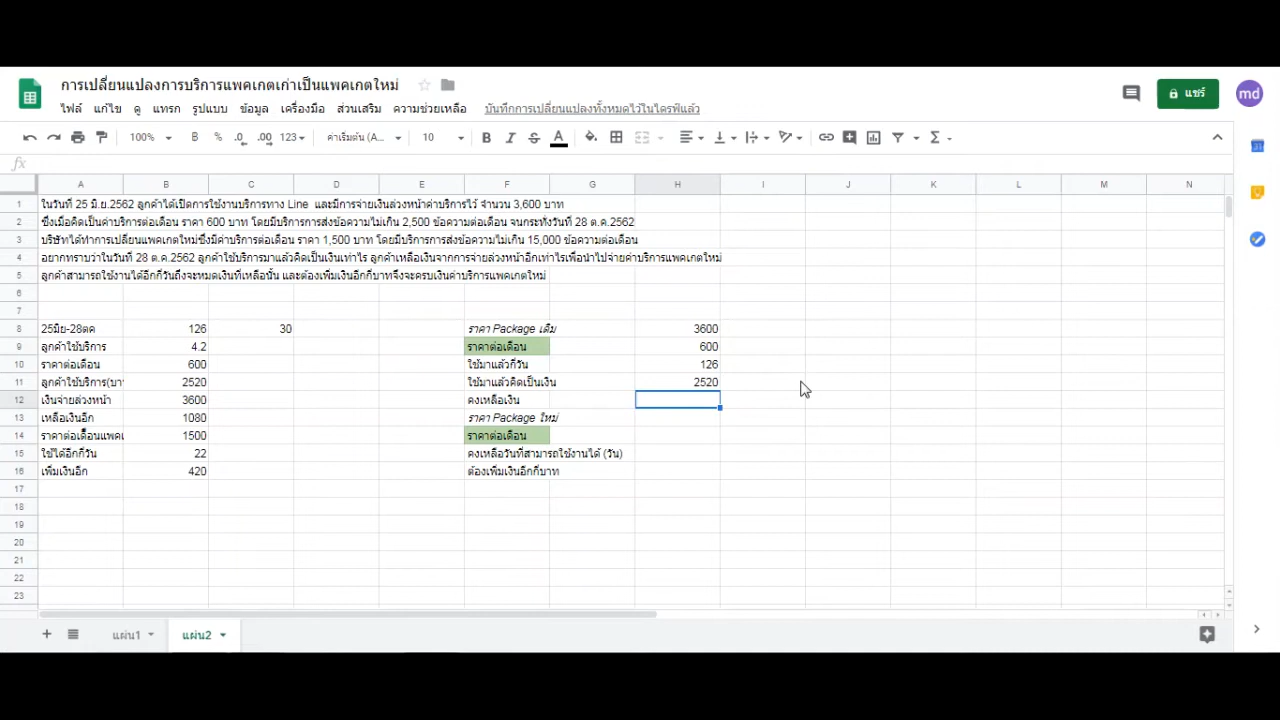 การเปลี่ยนแปลงการบริการแพคเกตเก่าเป็นแพคเกตใหม่
ไฟล์ แก้ไข ดู แทรก รูปแบบ ข้อมูล เครื่องมือ ส่วนเสริม ความช่วยเหลือ บันทึกการเปลี่ยนแปลงทั้งหมดไว้ในไดรฟ์แล้ว
แชร์
md
100% B % .0 .00 123 ค่าเริ่มต้น (A... 10 B I S A
fx
A B C D E F G H I J K L M N
1 ในวันที่ 25 มิ.ย.2562 ลูกค้าได้เปิดการใช้งานบริการทาง Line และมีการจ่ายเงินล่วงหน้าค่าบริการไว้ จำนวน 3,600 บาท
2 ซึ่งเมื่อคิดเป็นค่าบริการต่อเดือน ราคา 600 บาท โดยมีบริการการส่งข้อความไม่เกิน 2,500 ข้อความต่อเดือน จนกระทั่งวันที่ 28 ต.ค.2562
3 บริษัทได้ทำการเปลี่ยนแพคเกตใหม่ซึ่งมีค่าบริการต่อเดือน ราคา 1,500 บาท โดยมีบริการการส่งข้อความไม่เกิน 15,000 ข้อความต่อเดือน
4 อยากทราบว่าในวันที่ 28 ต.ค.2562 ลูกค้าใช้บริการมาแล้วคิดเป็นเงินเท่าไร ลูกค้าเหลือเงินจากการจ่ายล่วงหน้าอีกเท่าไรเพื่อนำไปจ่ายค่าบริการแพคเกตใหม่
5 ลูกค้าสามารถใช้งานได้อีกกี่วันถึงจะหมดเงินที่เหลือนั้น และต้องเพิ่มเงินอีกกี่บาทจึงจะครบเงินค่าบริการแพคเกตใหม่
6
7
8 25มิย-28ตค 126 30 ราคา Package เดิม 3600
9 ลูกค้าใช้บริการ 4.2 ราคาต่อเดือน 600
10 ราคาต่อเดือน 600 ใช้มาแล้วกี่วัน 126
11 ลูกค้าใช้บริการ(บา 2520 ใช้มาแล้วคิดเป็นเงิน 2520
12 เงินจ่ายล่วงหน้า 3600 คงเหลือเงิน
13 เหลือเงินอีก 1080 ราคา Package ใหม่
14 ราคาต่อเดือนแพค 1500 ราคาต่อเดือน
15 ใช้ได้อีกกี่วัน 22 คงเหลือวันที่สามารถใช้งานได้ (วัน)
16 เพิ่มเงินอีก 420 ต้องเพิ่มเงินอีกกี่บาท
17
18
19
20
21
22
23
แผ่น1 แผ่น2